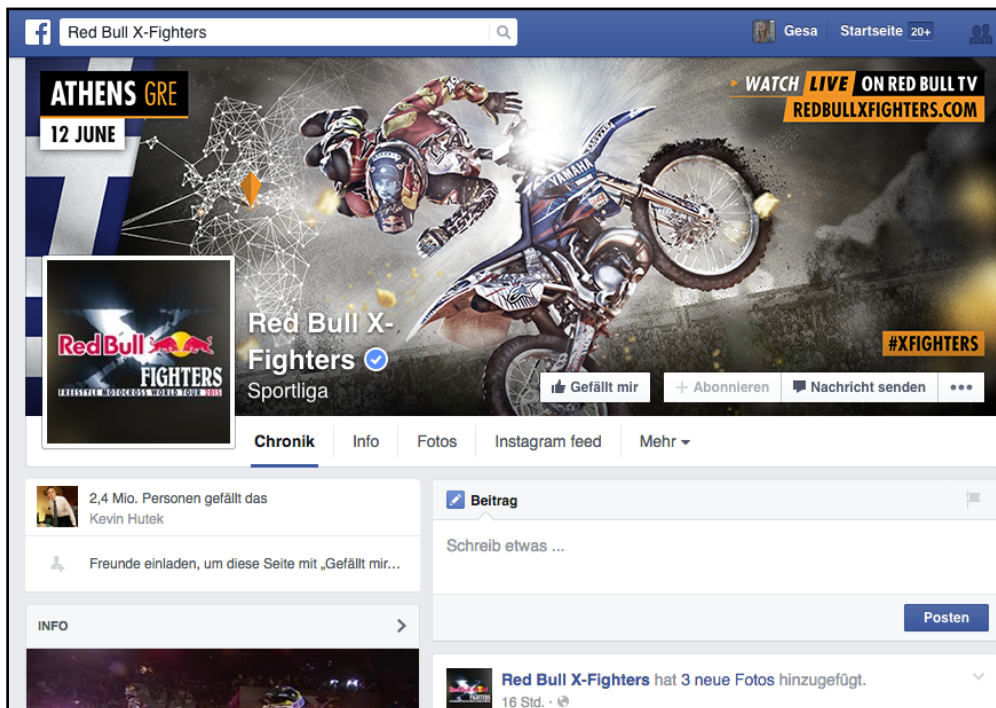 Red Bull X-Fighters
Gesa
Startseite 20+
ATHENS GRE
12 JUNE
WATCH LIVE ON RED BULL TV
REDBULLXFIGHTERS.COM
YAMAHA
Red Bull
FIGHTERS
FREESTYLE MOTOCROSS WORLD TOUR 2015
Red Bull X-
Fighters
Sportliga
#XFIGHTERS
Gefällt mir
Abonnieren
Nachricht senden
Chronik
Info
Fotos
Instagram feed
Mehr
2,4 Mio. Personen gefällt das
Kevin Hutek
Freunde einladen, um diese Seite mit „Gefällt mir...
INFO
Beitrag
Schreib etwas ...
Posten
Red Bull X-Fighters hat 3 neue Fotos hinzugefügt.
16 Std. ·